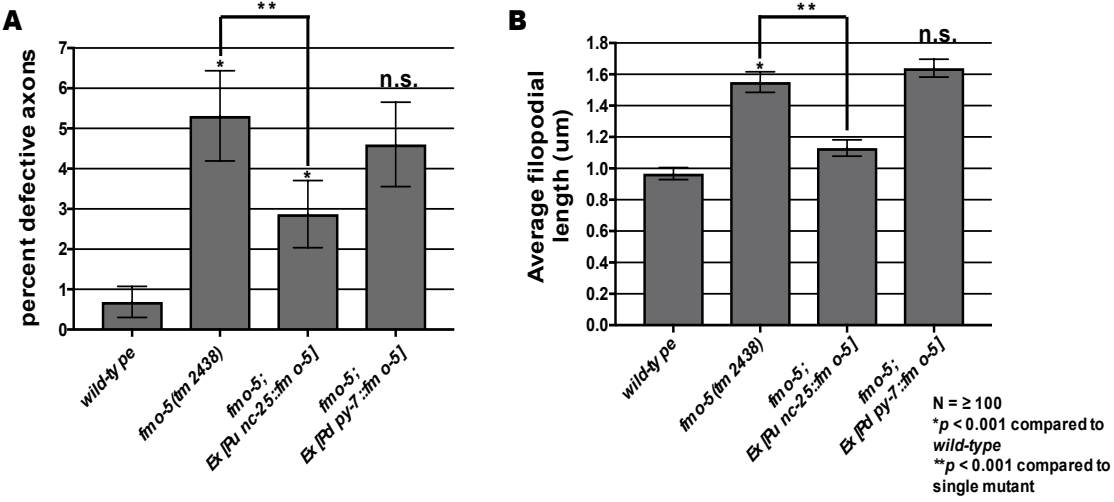 A
**
percent defective axons
7
6
5
4
3
2
1
0
*
*
n.s.
wild-ty pe
fm o-5 (tm 2438)
fm o-5;
Ex [Pu nc-25::fm o-5]
fm o-5;
Ex [Pd py-7::fm o-5]
B
**
Average filopodial
length (um)
1.8
1.6
1.4
1.2
1.0
0.8
0.6
0.4
0.2
0.0
*
n.s.
wild-ty pe
fm o-5 (tm 2438)
fm o-5;
Ex [Pu nc-25::fm o-5]
fm o-5;
Ex [Pd py-7::fm o-5]
N = ≥ 100
*p < 0.001 compared to
wild-type
**p < 0.001 compared to
single mutant